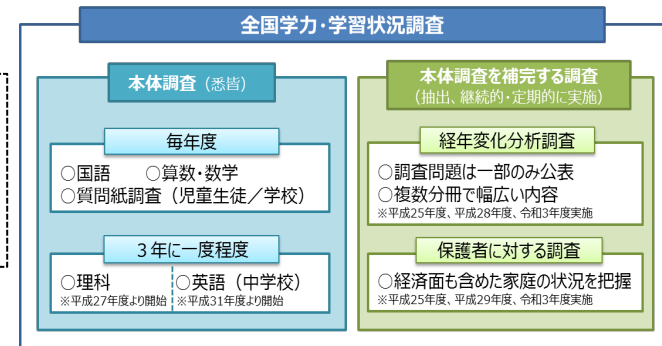 全国学力・学習状況調査
本体調査（悉皆）
毎年度
○国語　○算数・数学
○質問紙調査（児童生徒／学校）
３年に一度程度
○理科
※平成27年度より開始
○英語（中学校）
※平成31年度より開始
本体調査を補完する調査
（抽出、継続的・定期的に実施）
経年変化分析調査
○調査問題は一部のみ公表
○複数分冊で幅広い内容
※平成25年度、平成28年度、令和3年度実施
保護者に対する調査
○経済面も含めた家庭の状況を把握
※平成25年度、平成29年度、令和3年度実施